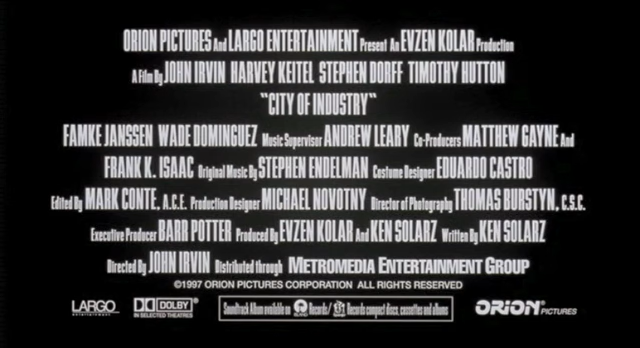 ORION PICTURES And LARGO ENTERTAINMENT Present An EVZEN KOLAR Production
A Film By JOHN IRVIN HARVEY KEITEL STEPHEN DORFF TIMOTHY HUTTON
"CITY OF INDUSTRY"
FAMKE JANSSEN WADE DOMINGUEZ Music Supervisor ANDREW LEARY Co-Producers MATTHEW GAYNE And
FRANK K. ISAAC Original Music By STEPHEN ENDELMAN Costume Designer EDUARDO CASTRO
Edited By MARK CONTE, A.C.E. Production Designer MICHAEL NOVOTNY Director of Photography THOMAS BURSTYN, C.S.C.
Executive Producer BARR POTTER Produced By EVZEN KOLAR And KEN SOLARZ Written By KEN SOLARZ
Directed By JOHN IRVIN Distributed through METROMEDIA ENTERTAINMENT GROUP
©1997 ORION PICTURES CORPORATION ALL RIGHTS RESERVED
LARGO entertainment DOLBY® IN SELECTED THEATRES Soundtrack Album available on Records/ Records compact discs, cassettes and albums ORION® PICTURES